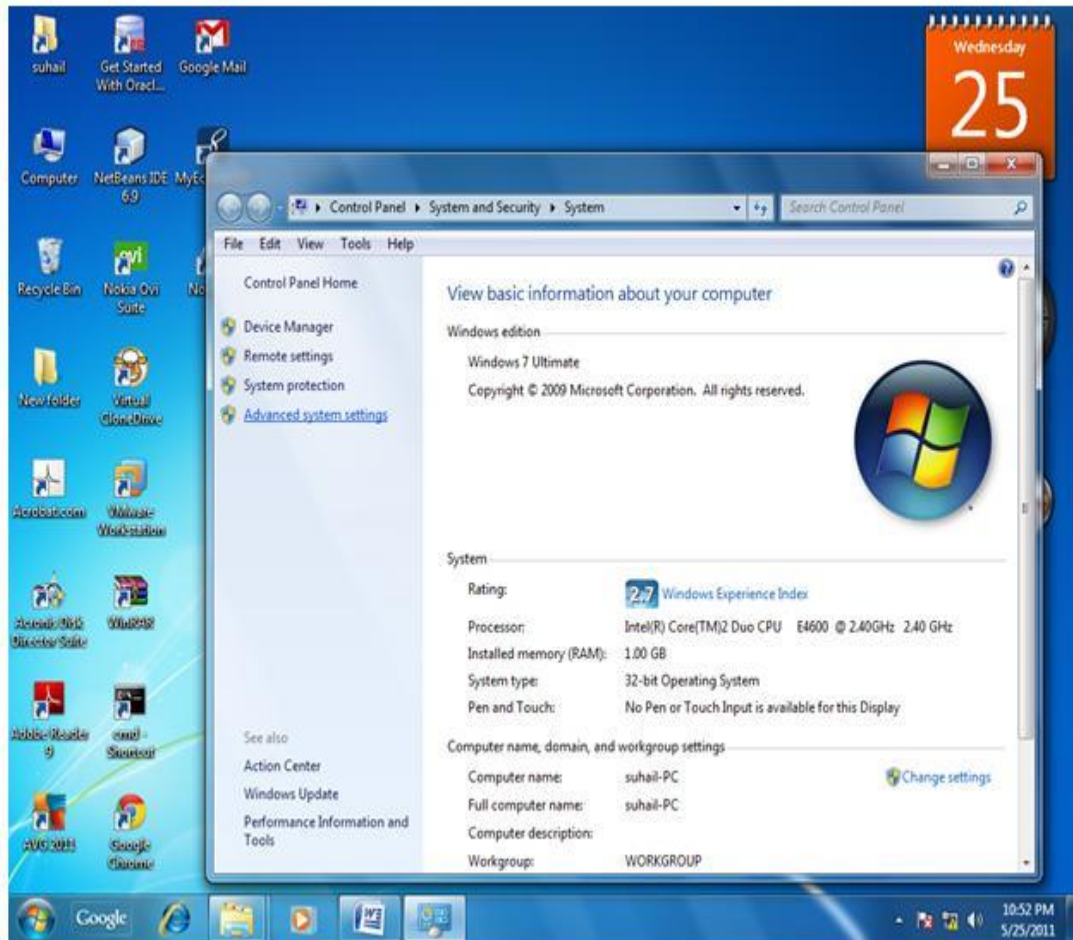 suhail
Get Started With Oracl...
Google Mail
Wednesday
25
Computer
NetBeans IDE 6.9
MyEc
Recycle Bin
ovi
Nokia Ovi Suite
No
New folder
Virtual CloneDrive
Acrobat.com
VMware Workstation
Acronis Disk Director Suite
WinRAR
Adobe Reader 9
cmd - Shortcut
AVG 2011
Google Chrome
Control Panel
System and Security
System
Search Control Panel
File Edit View Tools Help
Control Panel Home
Device Manager
Remote settings
System protection
Advanced system settings
See also
Action Center
Windows Update
Performance Information and
Tools
View basic information about your computer
Windows edition
Windows 7 Ultimate
Copyright © 2009 Microsoft Corporation. All rights reserved.
System
Rating: 2.7 Windows Experience Index
Processor: Intel(R) Core(TM)2 Duo CPU E4600 @ 2.40GHz 2.40 GHz
Installed memory (RAM): 1.00 GB
System type: 32-bit Operating System
Pen and Touch: No Pen or Touch Input is available for this Display
Computer name, domain, and workgroup settings
Computer name: suhail-PC
Change settings
Full computer name: suhail-PC
Computer description:
Workgroup: WORKGROUP
Google
10:52 PM
5/25/2011